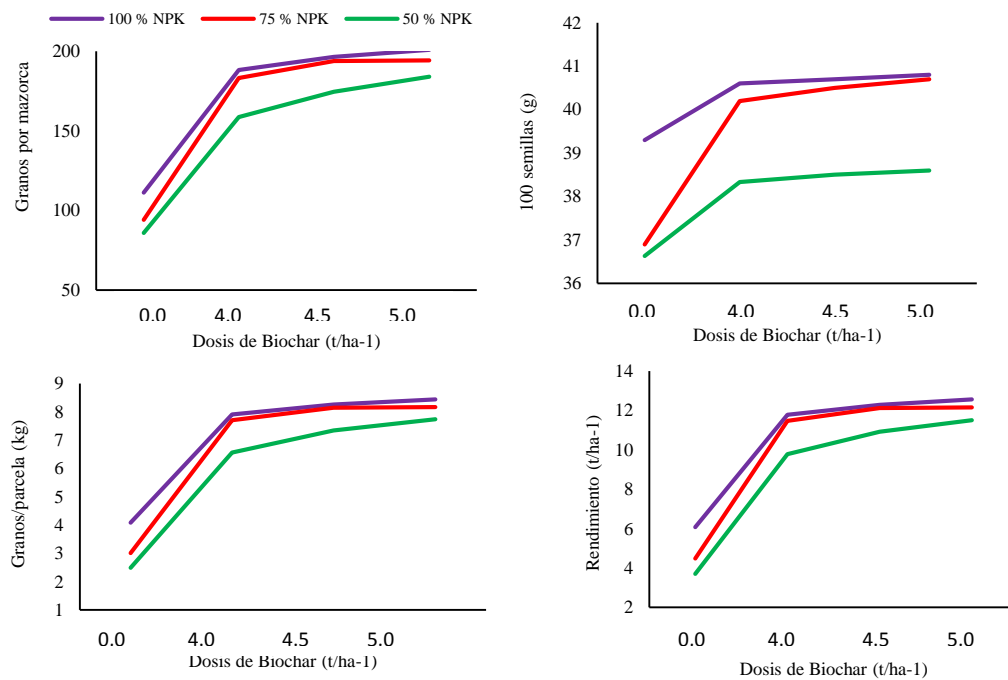 100 % NPK 75 % NPK 50 % NPK
Granos por mazorca
200
150
100
50
0.0 4.0 4.5 5.0
Dosis de Biochar (t/ha-1)
100 semillas (g)
42
41
40
39
38
37
36
0.0 4.0 4.5 5.0
Dosis de Biochar (t/ha-1)
Granos/parcela (kg)
9
8
7
6
5
4
3
2
1
0.0 4.0 4.5 5.0
Dosis de Biochar (t/ha-1)
Rendimiento (t/ha-1)
14
12
10
8
6
4
2
0.0 4.0 4.5 5.0
Dosis de Biochar (t/ha-1)